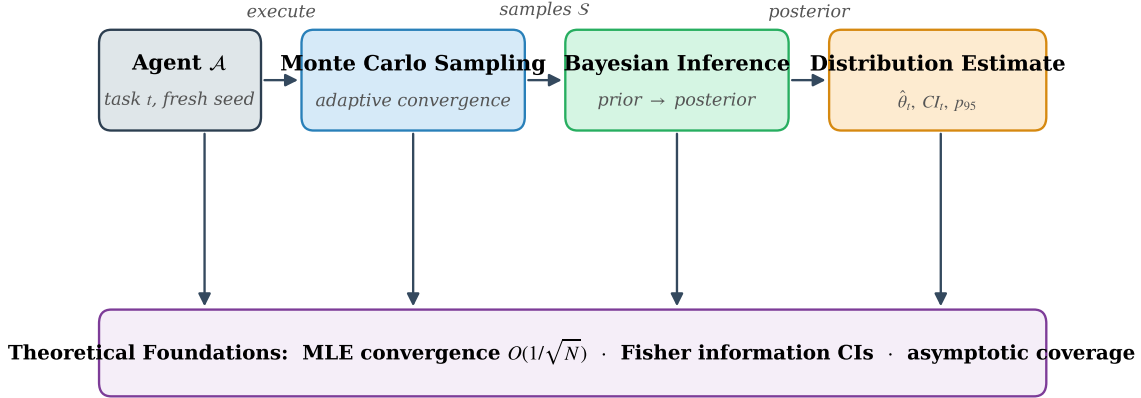 execute
samples 𝒮
posterior
Agent 𝒜
task t, fresh seed
Monte Carlo Sampling
adaptive convergence
Bayesian Inference
prior → posterior
Distribution Estimate
θ̂ₜ, CIₜ, p₉₅
Theoretical Foundations: MLE convergence O(1/√N) · Fisher information CIs · asymptotic coverage